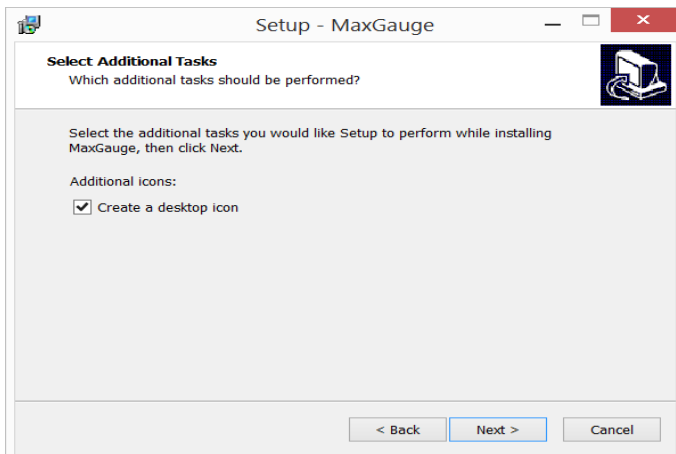 Setup - MaxGauge
Select Additional Tasks
Which additional tasks should be performed?
Select the additional tasks you would like Setup to perform while installing
MaxGauge, then click Next.
Additional icons:
Create a desktop icon
< Back
Next >
Cancel